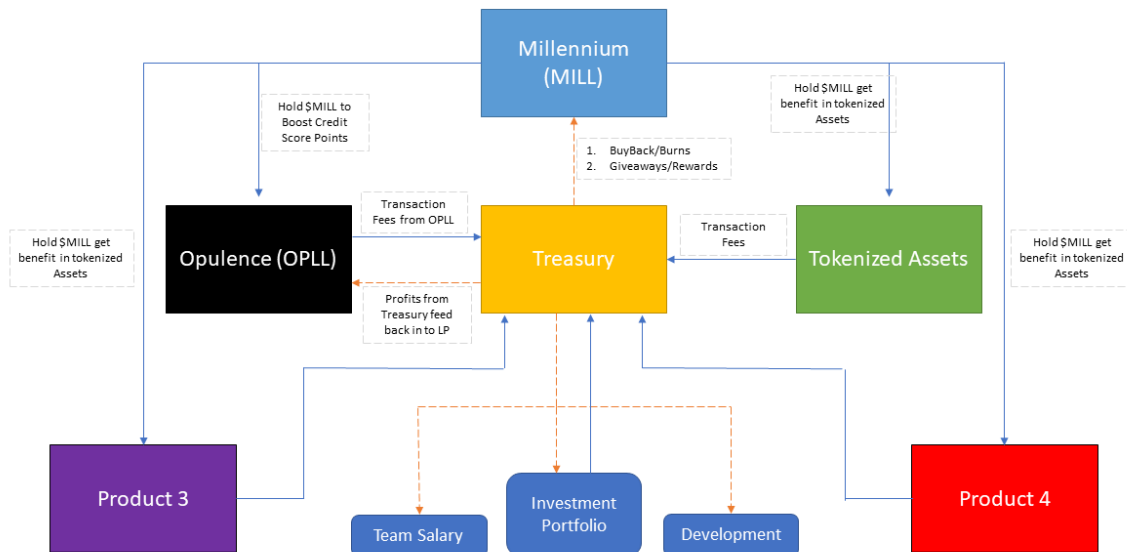 Millennium
(MILL)
Hold $MILL to
Boost Credit
Score Points
Hold $MILL get
benefit in tokenized
Assets
1. BuyBack/Burns
2. Giveaways/Rewards
Transaction
Fees from OPLL
Transaction
Fees
Hold $MILL get
benefit in tokenized
Assets
Opulence (OPLL)
Treasury
Tokenized Assets
Hold $MILL get
benefit in tokenized
Assets
Profits from
Treasury feed
back in to LP
Product 3
Investment
Portfolio
Product 4
Team Salary
Development